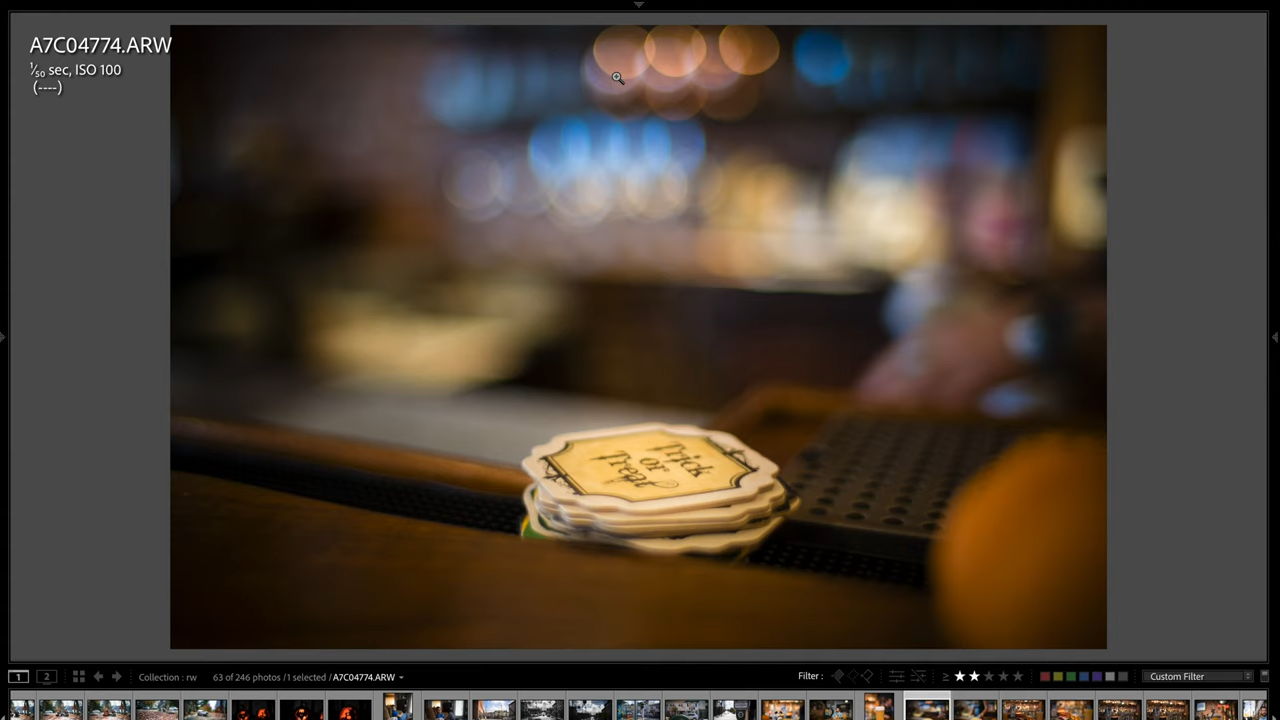 A7C04774.ARW
1/50 sec, ISO 100
(----)
Trick
or
Treat
1
2
Collection : rw
63 of 246 photos /1 selected /A7C04774.ARW
Filter :
≥
Custom Filter